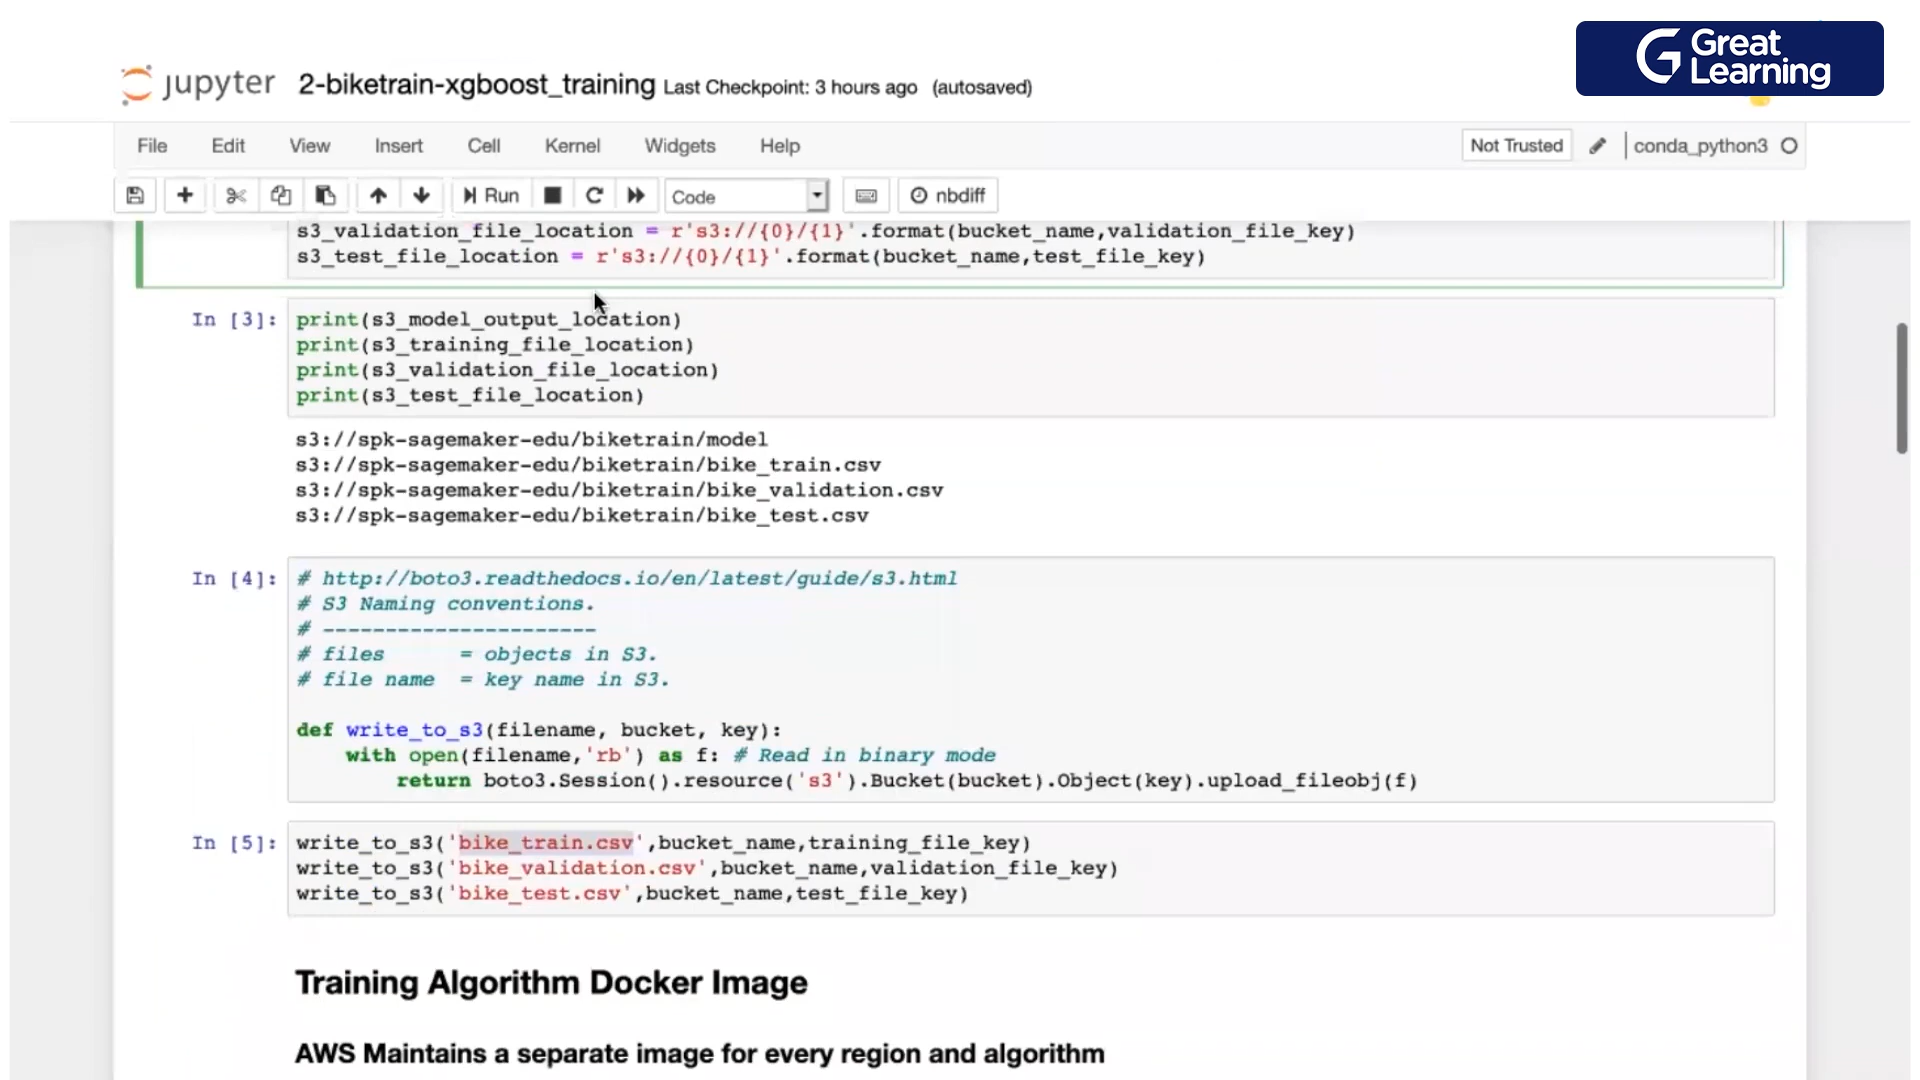 Great
Learning
jupyter 2-biketrain-xgboost_training Last Checkpoint: 3 hours ago (autosaved)
File Edit View Insert Cell Kernel Widgets Help Not Trusted conda_python3
Run Code nbdiff
s3_validation_file_location = r's3://{0}/{1}'.format(bucket_name,validation_file_key)
s3_test_file_location = r's3://{0}/{1}'.format(bucket_name,test_file_key)
In [3]: print(s3_model_output_location)
print(s3_training_file_location)
print(s3_validation_file_location)
print(s3_test_file_location)
s3://spk-sagemaker-edu/biketrain/model
s3://spk-sagemaker-edu/biketrain/bike_train.csv
s3://spk-sagemaker-edu/biketrain/bike_validation.csv
s3://spk-sagemaker-edu/biketrain/bike_test.csv
In [4]: # http://boto3.readthedocs.io/en/latest/guide/s3.html
# S3 Naming conventions.
# ----------------------
# files      = objects in S3.
# file name  = key name in S3.
def write_to_s3(filename, bucket, key):
    with open(filename,'rb') as f: # Read in binary mode
        return boto3.Session().resource('s3').Bucket(bucket).Object(key).upload_fileobj(f)
In [5]: write_to_s3('bike_train.csv',bucket_name,training_file_key)
write_to_s3('bike_validation.csv',bucket_name,validation_file_key)
write_to_s3('bike_test.csv',bucket_name,test_file_key)
Training Algorithm Docker Image
AWS Maintains a separate image for every region and algorithm